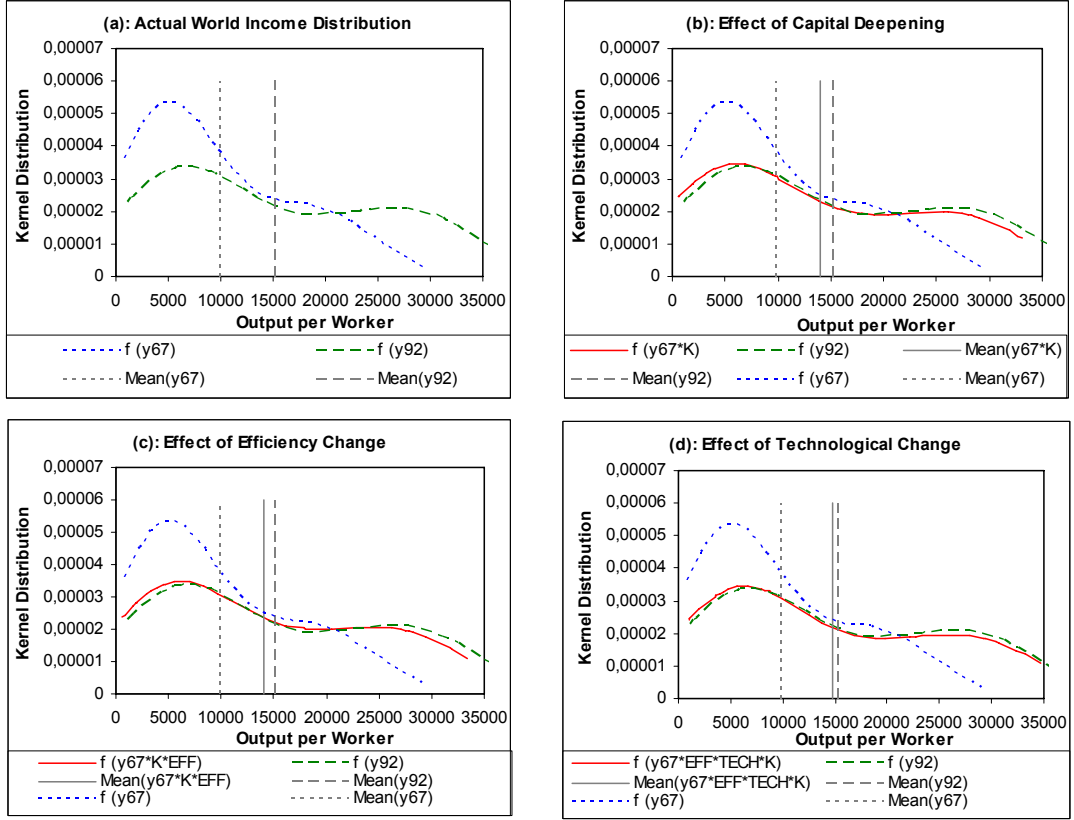 (a): Actual World Income Distribution
Kernel Distribution
0,00007
0,00006
0,00005
0,00004
0,00003
0,00002
0,00001
0
0 5000 10000 15000 20000 25000 30000 35000
Output per Worker
f (y67) f (y92)
Mean(y67) Mean(y92)
(b): Effect of Capital Deepening
Kernel Distribution
0,00007
0,00006
0,00005
0,00004
0,00003
0,00002
0,00001
0
0 5000 10000 15000 20000 25000 30000 35000
Output per Worker
f (y67*K) f (y92) Mean(y67*K)
Mean(y92) f (y67) Mean(y67)
(c): Effect of Efficiency Change
Kernel Distribution
0,00007
0,00006
0,00005
0,00004
0,00003
0,00002
0,00001
0
0 5000 10000 15000 20000 25000 30000 35000
Output per Worker
f (y67*K*EFF) f (y92)
Mean(y67*K*EFF) Mean(y92)
f (y67) Mean(y67)
(d): Effect of Technological Change
Kernel Distribution
0,00007
0,00006
0,00005
0,00004
0,00003
0,00002
0,00001
0
0 5000 10000 15000 20000 25000 30000 35000
Output per Worker
f (y67*EFF*TECH*K) f (y92)
Mean(y67*EFF*TECH*K) Mean(y92)
f (y67) Mean(y67)